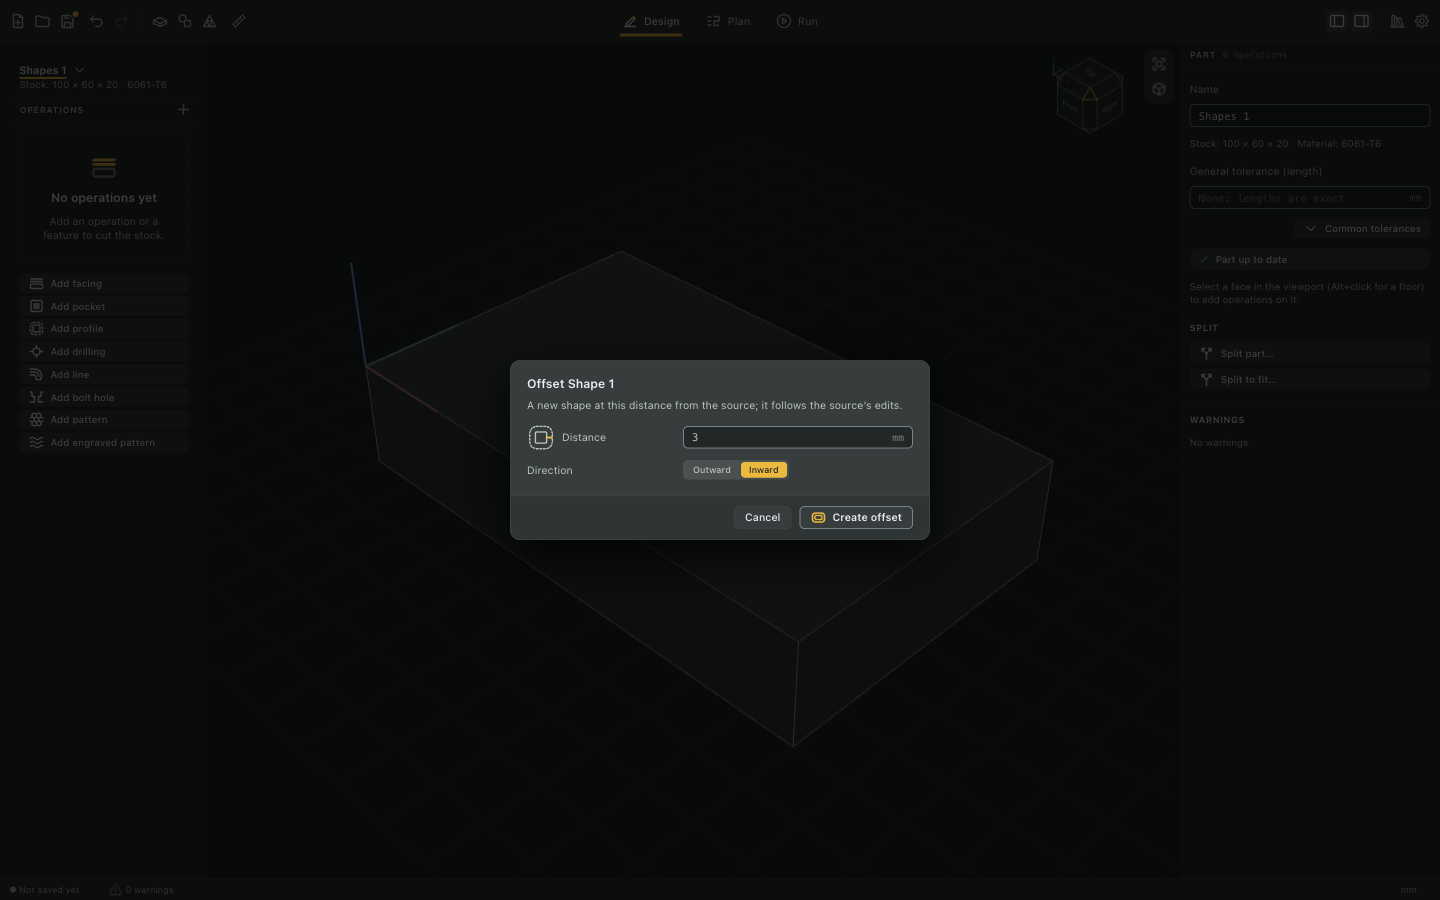 Design
Plan
Run
Shapes 1
Stock: 100 × 60 × 20 · 6061-T6
OPERATIONS
No operations yet
Add an operation or a
feature to cut the stock.
Add facing
Add pocket
Add profile
Add drilling
Add line
Add bolt hole
Add pattern
Add engraved pattern
Front
Right
Offset Shape 1
A new shape at this distance from the source; it follows the source's edits.
Distance
3
mm
Direction
Outward
Inward
Cancel
Create offset
PART
operations
Name
Shapes 1
Stock: 100 × 60 × 20 · Material: 6061-T6
General tolerance (length)
None: lengths are exact
mm
Common tolerances
Part up to date
Select a face in the viewport (Alt+click for a floor)
to add operations on it.
SPLIT
Split part...
Split to fit...
WARNINGS
No warnings.
Not saved yet
0 warnings
mm